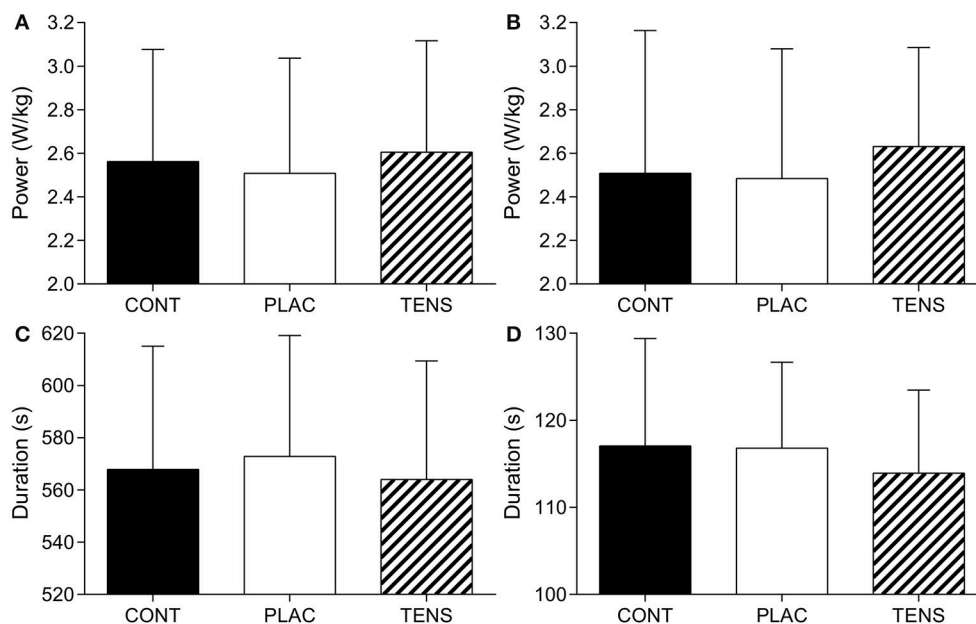 A
Power (W/kg)
3.2
3.0
2.8
2.6
2.4
2.2
2.0
CONT PLAC TENS
B
Power (W/kg)
3.2
3.0
2.8
2.6
2.4
2.2
2.0
CONT PLAC TENS
C
Duration (s)
620
600
580
560
540
520
CONT PLAC TENS
D
Duration (s)
130
120
110
100
CONT PLAC TENS